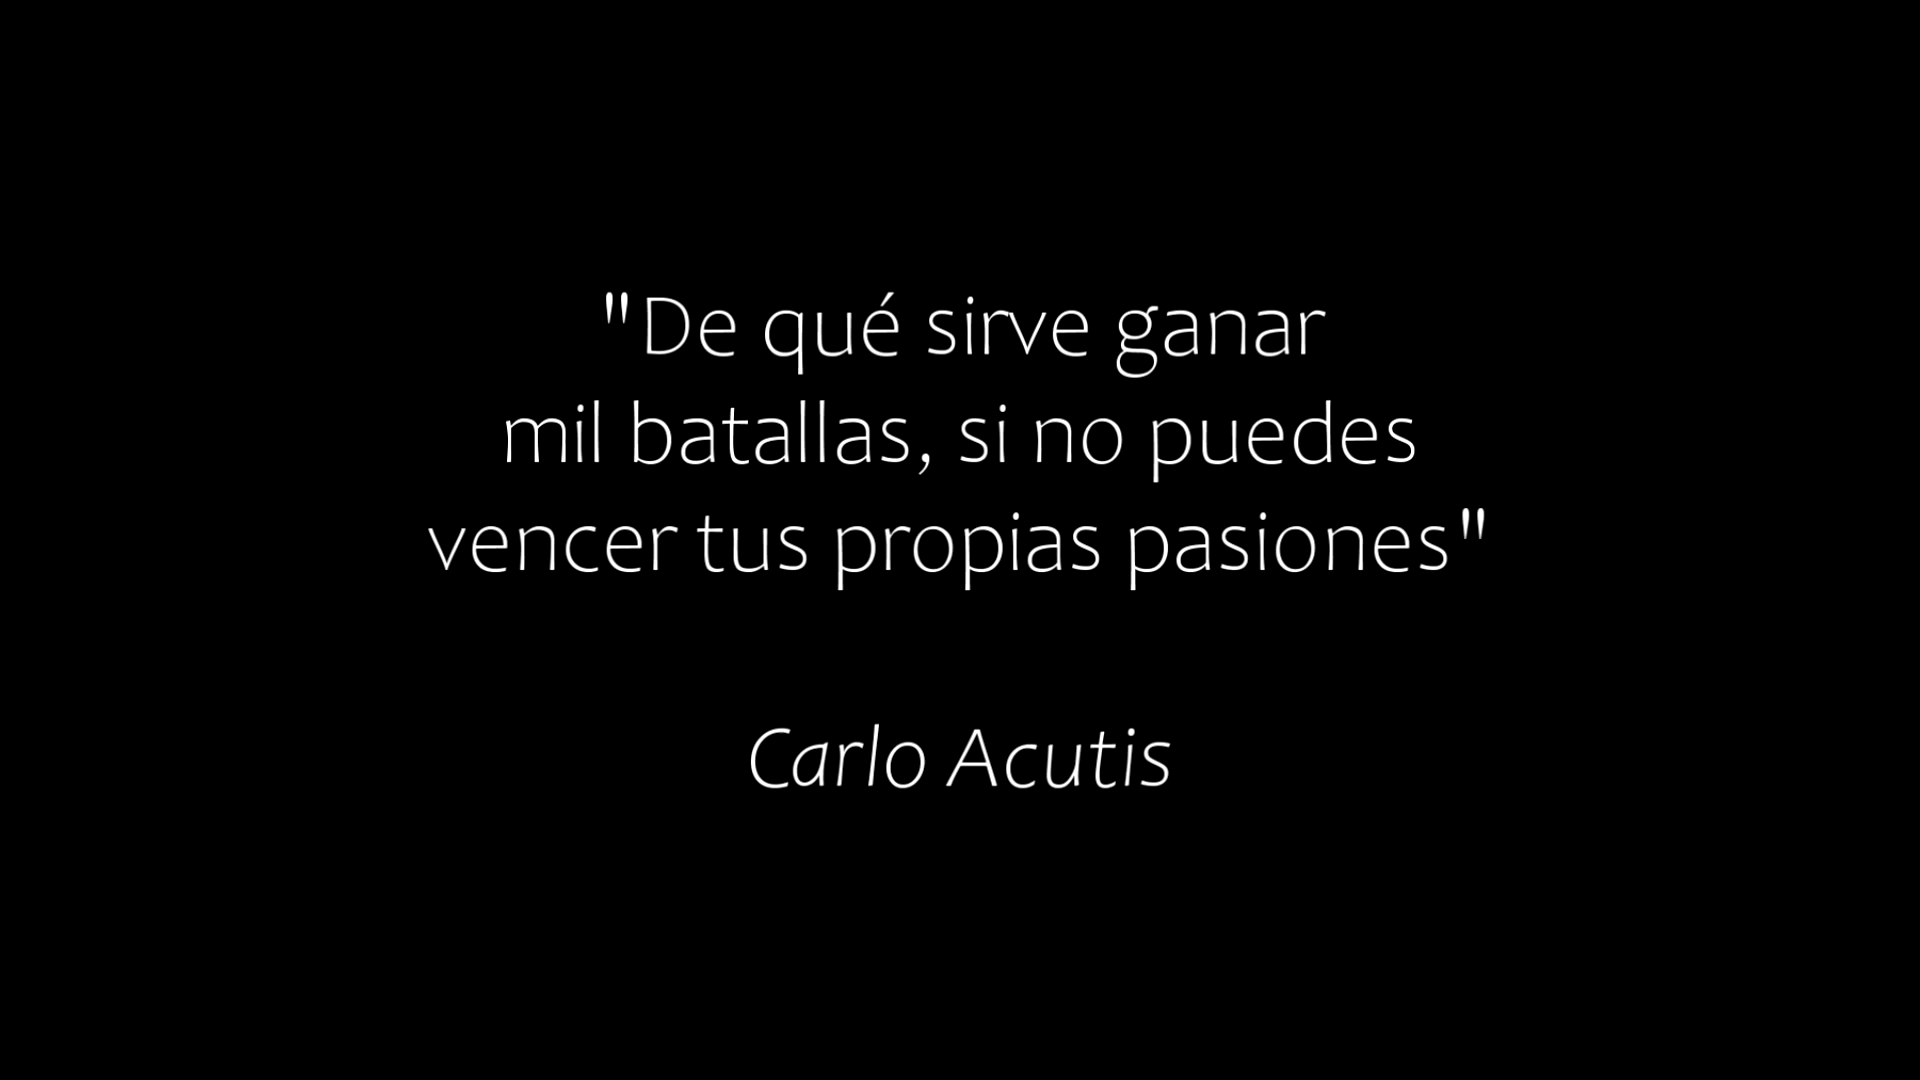 "De qué sirve ganar
mil batallas, si no puedes
vencer tus propias pasiones"
Carlo Acutis